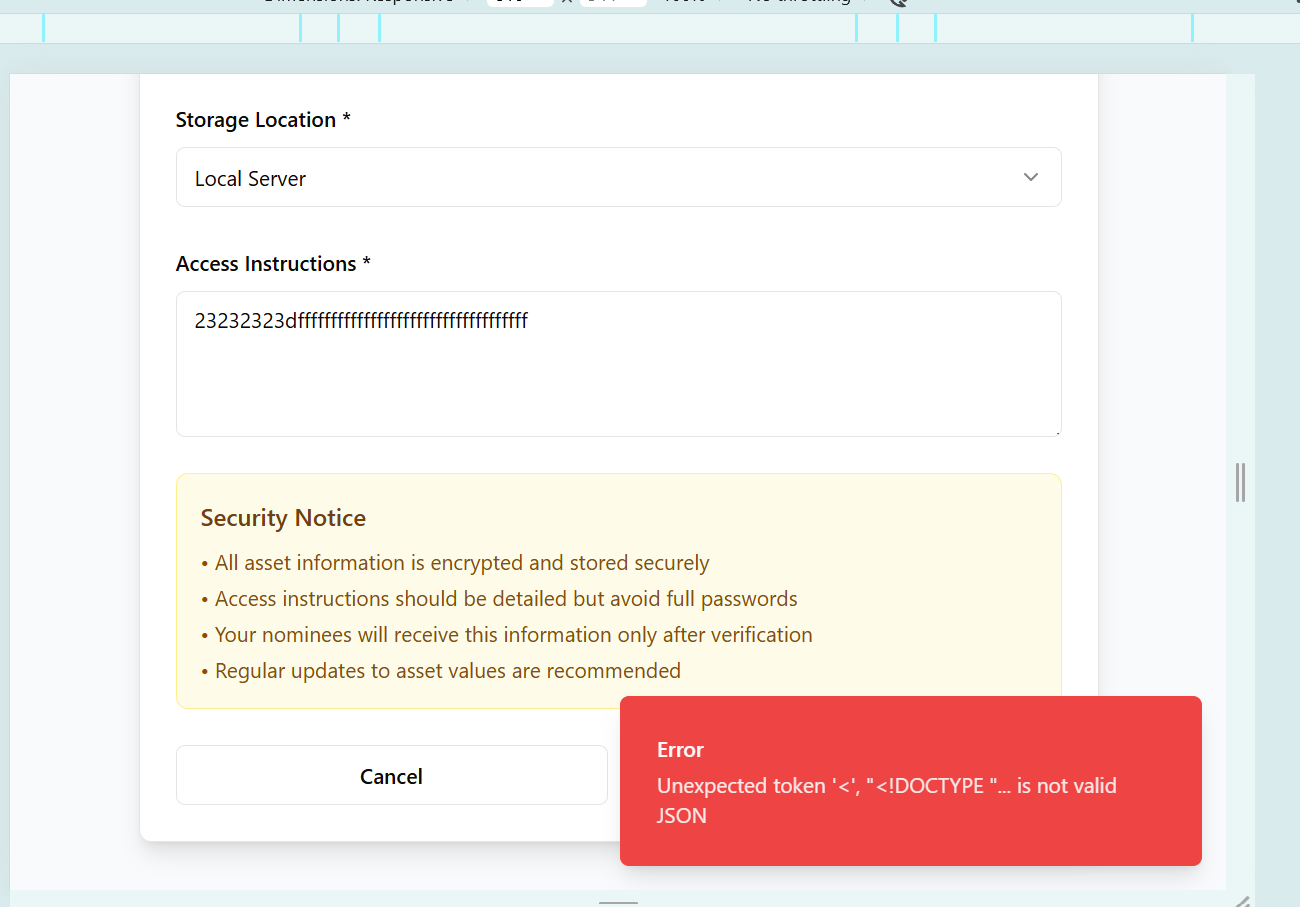 Storage Location *
Local Server
Access Instructions *
Security Notice
• All asset information is encrypted and stored securely
• Access instructions should be detailed but avoid full passwords
• Your nominees will receive this information only after verification
• Regular updates to asset values are recommended
Cancel
Error
Unexpected token '<', "<!DOCTYPE "... is not valid
JSON